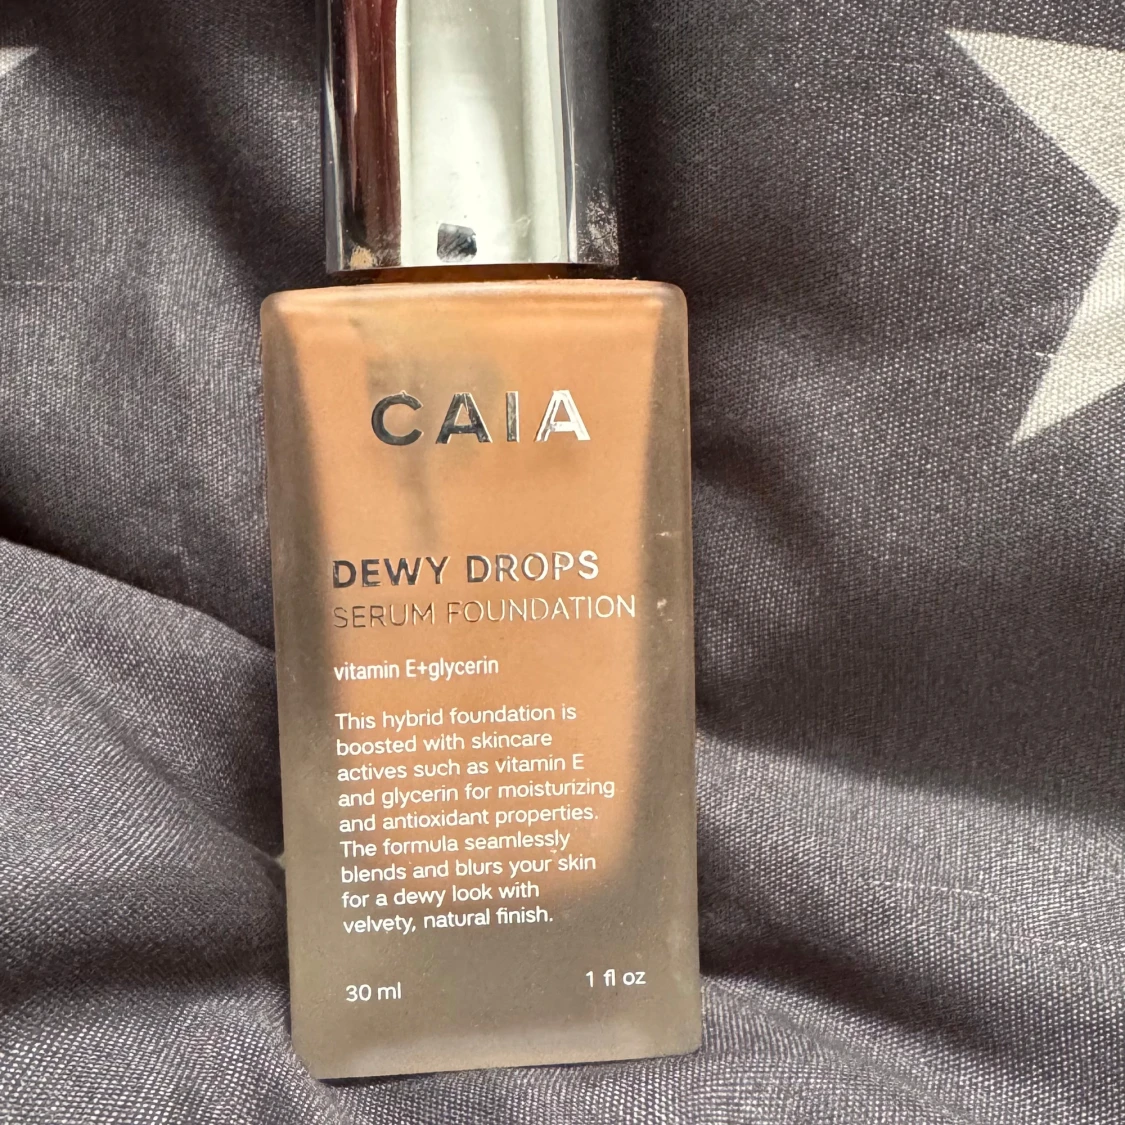 CAIA
DEWY DROPS
SERUM FOUNDATION
vitamin E+glycerin
This hybrid foundation is
boosted with skincare
actives such as vitamin E
and glycerin for moisturizing
and antioxidant properties.
The formula seamlessly
blends and blurs your skin
for a dewy look with
velvety, natural finish.
30 ml 1 fl oz